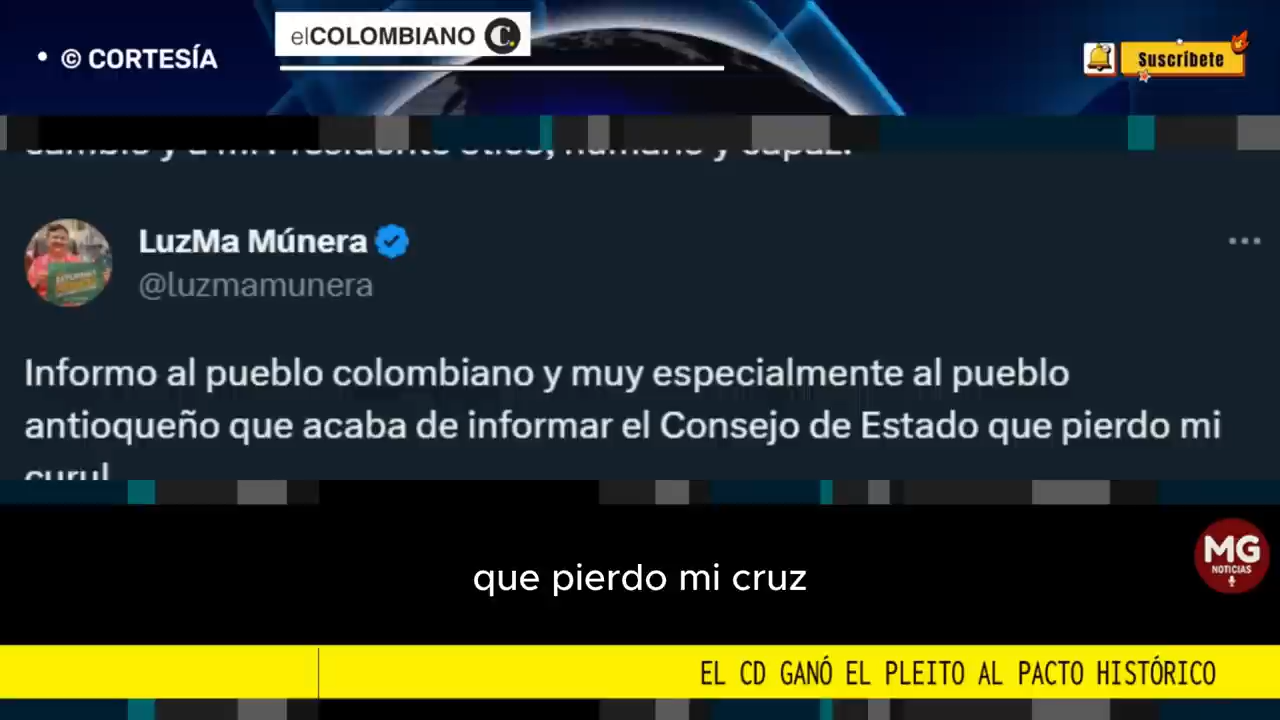 • © CORTESÍA
elCOLOMBIANO C
Suscríbete
LuzMa Múnera
@luzmamunera
Informo al pueblo colombiano y muy especialmente al pueblo
antioqueño que acaba de informar el Consejo de Estado que pierdo mi
curul
que pierdo mi cruz
MG
NOTICIAS
EL CD GANÓ EL PLEITO AL PACTO HISTÓRICO